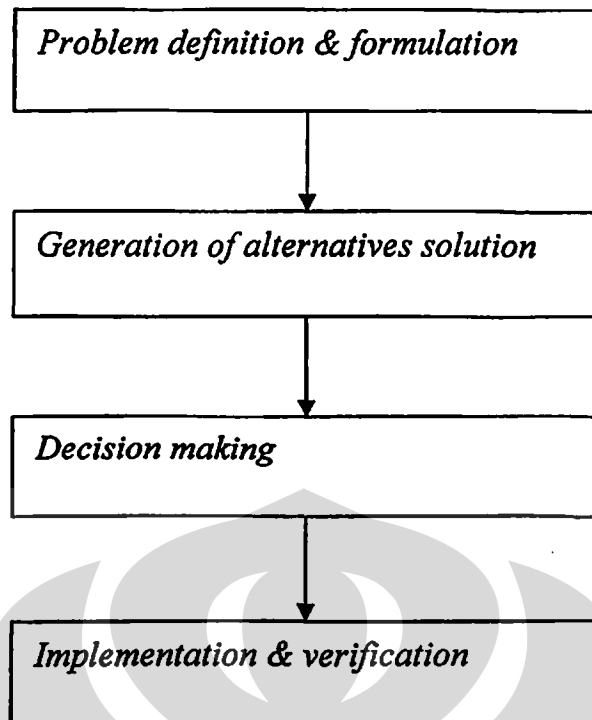 Problem definition & formulation
Generation of alternatives solution
Decision making
Implementation & verification